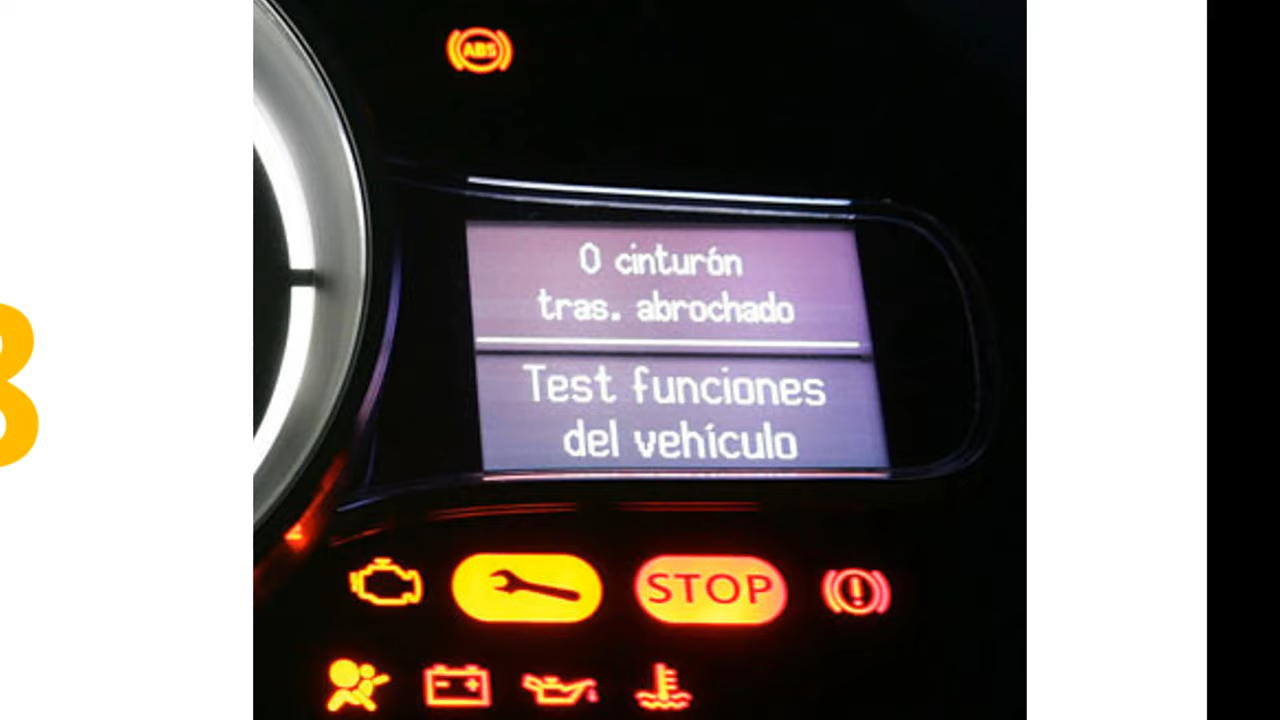 ABS
0 cinturón
tras. abrochado
Test funciones
del vehículo
STOP